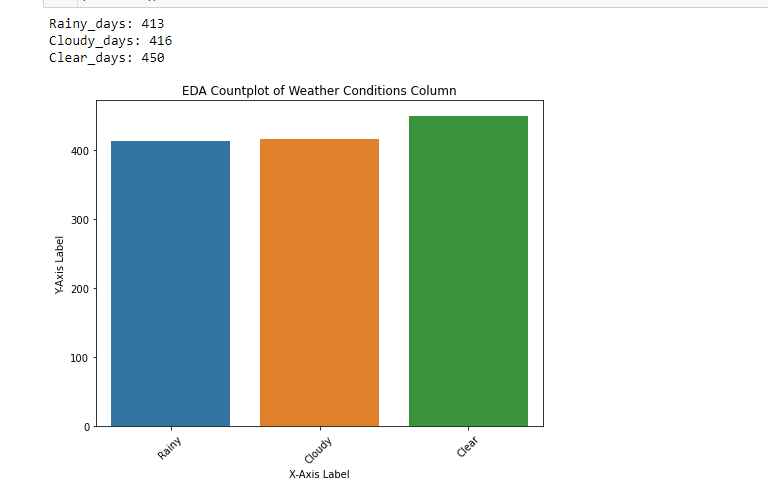 Rainy_days: 413
Cloudy_days: 416
Clear_days: 450
EDA Countplot of Weather Conditions Column
400
300
200
100
0
Y-Axis Label
Rainy
Cloudy
Clear
X-Axis Label